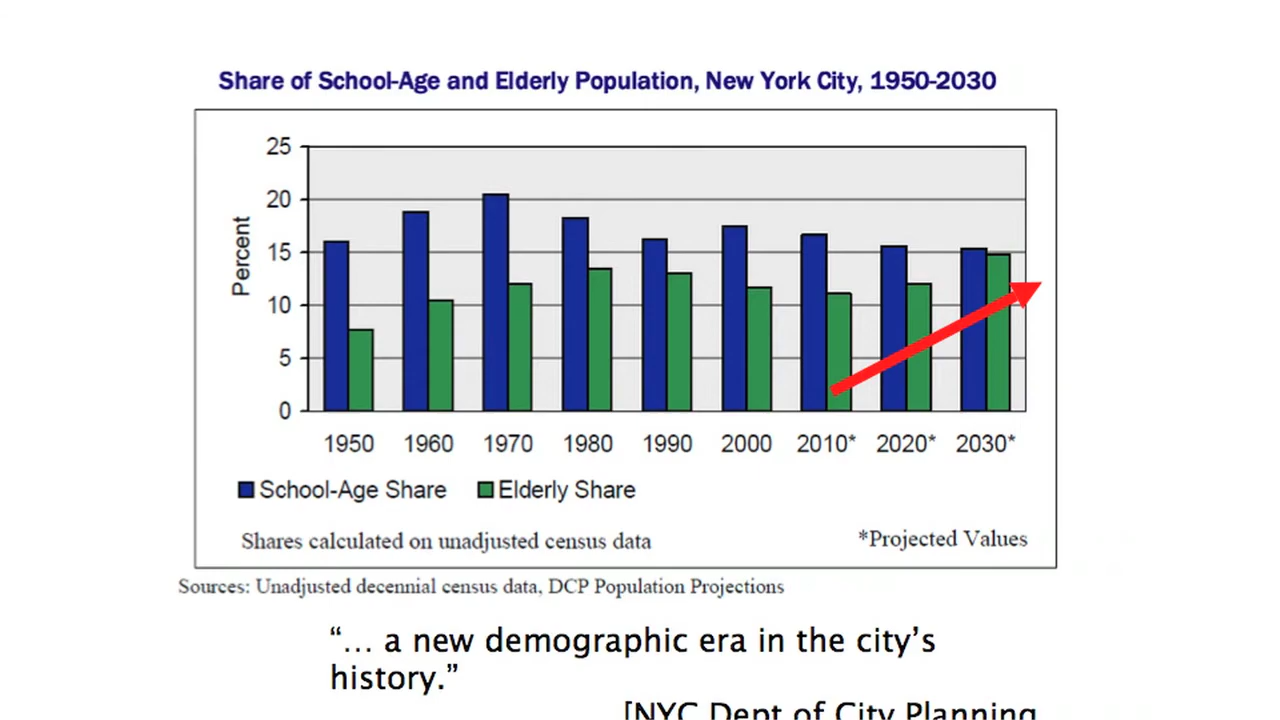 Share of School-Age and Elderly Population, New York City, 1950-2030
25
20
15
10
5
0
Percent
1950 1960 1970 1980 1990 2000 2010* 2020* 2030*
School-Age Share Elderly Share
Shares calculated on unadjusted census data *Projected Values
Sources: Unadjusted decennial census data, DCP Population Projections
“… a new demographic era in the city’s
history.”
[NYC Dept of City Planning